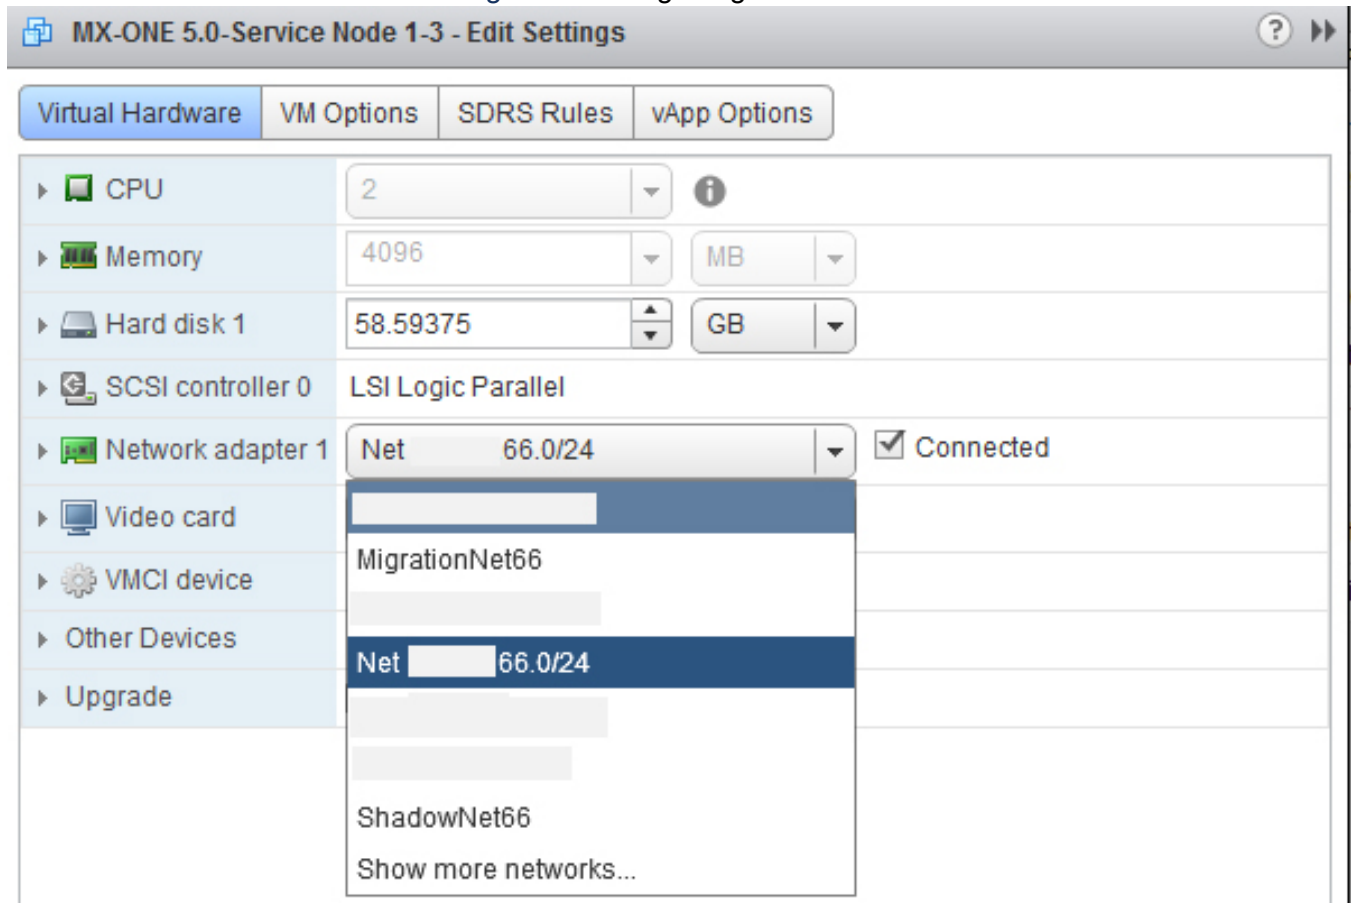 MX-ONE 5.0-Service Node 1-3 - Edit Settings
Virtual Hardware VM Options SDRS Rules vApp Options
CPU 2
Memory 4096 MB
Hard disk 1 58.59375 GB
SCSI controller 0 LSI Logic Parallel
Network adapter 1 Net 66.0/24 Connected
Video card
MigrationNet66
VMCI device
Other Devices
Net 66.0/24
Upgrade
ShadowNet66
Show more networks...